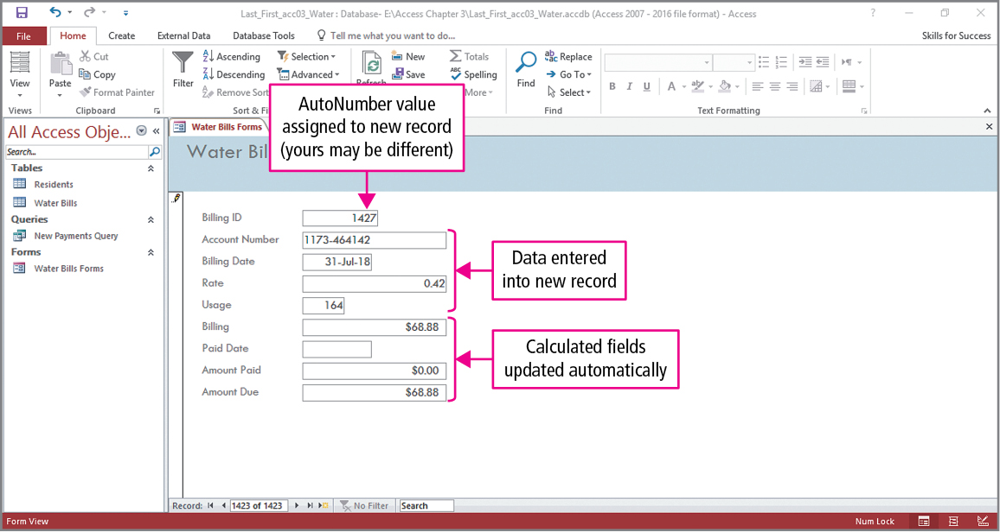 Last_First_acc03_Water : Database- E:\Access Chapter 3\Last_First_acc03_Water.accdb (Access 2007 - 2016 file format) - Access
?
File Home Create External Data Database Tools Tell me what you want to do... Skills for Success
View
Views
Paste
Cut
Copy
Format Painter
Clipboard
Filter
Ascending
Descending
Remove Sort
Selection
Advanced
Sort & Fi
Refresh
New
Save
More
Totals
Spelling
Find
Replace
Go To
Select
Find
B I U A
Text Formatting
All Access Obje...
Search...
Tables
Residents
Water Bills
Queries
New Payments Query
Forms
Water Bills Forms
Water Bills Forms
Water Bil
AutoNumber value
assigned to new record
(yours may be different)
Billing ID 1427
Account Number 1173-464142
Billing Date 31-Jul-18
Rate 0.42
Usage 164
Billing $68.88
Paid Date
Amount Paid $0.00
Amount Due $68.88
Data entered
into new record
Calculated fields
updated automatically
Record: 1423 of 1423 No Filter Search
Form View Num Lock